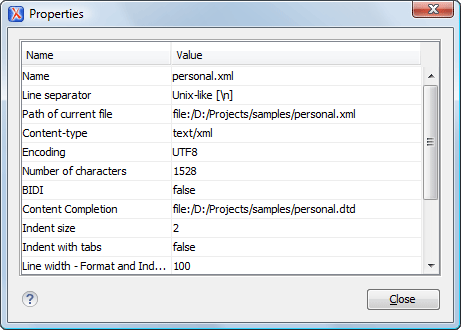 Properties
Name Value
Name personal.xml
Line separator Unix-like [\n]
Path of current file file:/D:/Projects/samples/personal.xml
Content-type text/xml
Encoding UTF8
Number of characters 1528
BIDI false
Content Completion file:/D:/Projects/samples/personal.dtd
Indent size 2
Indent with tabs false
Line width - Format and Ind... 100
? Close